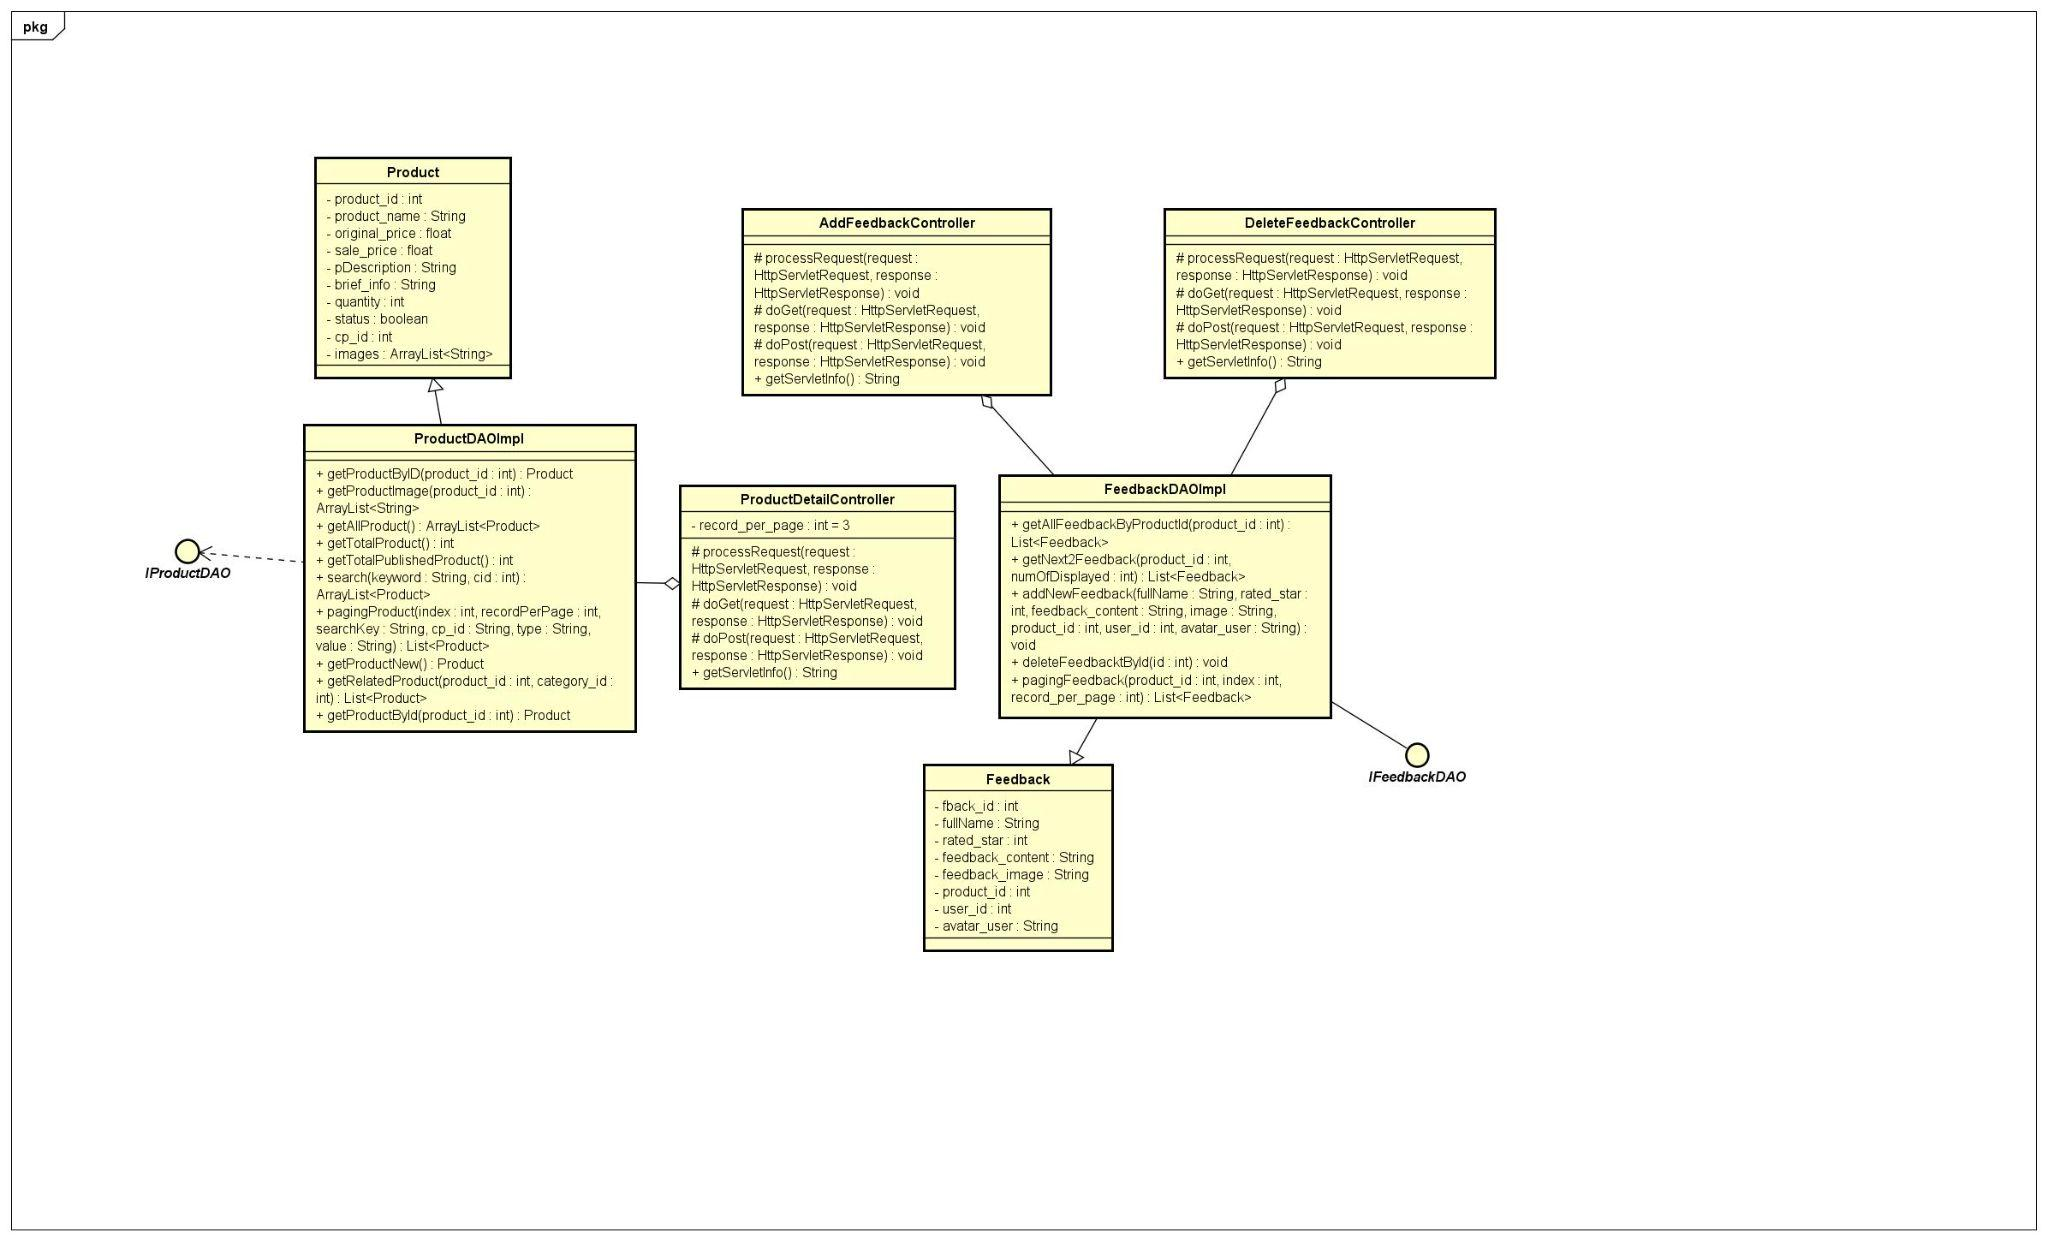 pkg
Product
- product_id : int
- product_name : String
- original_price : float
- sale_price : float
- pDescription : String
- brief_info : String
- quantity : int
- status : boolean
- cp_id : int
- images : ArrayList<String>
AddFeedbackController
# processRequest(request :
HttpServletRequest, response :
HttpServletResponse) : void
# doGet(request : HttpServletRequest,
response : HttpServletResponse) : void
# doPost(request : HttpServletRequest,
response : HttpServletResponse) : void
+ getServletInfo() : String
DeleteFeedbackController
# processRequest(request : HttpServletRequest,
response : HttpServletResponse) : void
# doGet(request : HttpServletRequest, response :
HttpServletResponse) : void
# doPost(request : HttpServletRequest, response :
HttpServletResponse) : void
+ getServletInfo() : String
ProductDAOImpl
+ getProductByID(product_id : int) : Product
+ getProductImage(product_id : int) :
ArrayList<String>
+ getAllProduct() : ArrayList<Product>
+ getTotalProduct() : int
+ getTotalPublishedProduct() : int
+ search(keyword : String, cid : int) :
ArrayList<Product>
+ pagingProduct(index : int, recordPerPage : int,
searchKey : String, cp_id : String, type : String,
value : String) : List<Product>
+ getProductNew() : Product
+ getRelatedProduct(product_id : int, category_id :
int) : List<Product>
+ getProductById(product_id : int) : Product
IProductDAO
ProductDetailController
- record_per_page : int = 3
# processRequest(request :
HttpServletRequest, response :
HttpServletResponse) : void
# doGet(request : HttpServletRequest,
response : HttpServletResponse) : void
# doPost(request : HttpServletRequest,
response : HttpServletResponse) : void
+ getServletInfo() : String
FeedbackDAOImpl
+ getAllFeedbackByProductId(product_id : int) :
List<Feedback>
+ getNext2Feedback(product_id : int,
numOfDisplayed : int) : List<Feedback>
+ addNewFeedback(fullName : String, rated_star :
int, feedback_content : String, image : String,
product_id : int, user_id : int, avatar_user : String) :
void
+ deleteFeedbacktById(id : int) : void
+ pagingFeedback(product_id : int, index : int,
record_per_page : int) : List<Feedback>
IFeedbackDAO
Feedback
- fback_id : int
- fullName : String
- rated_star : int
- feedback_content : String
- feedback_image : String
- product_id : int
- user_id : int
- avatar_user : String